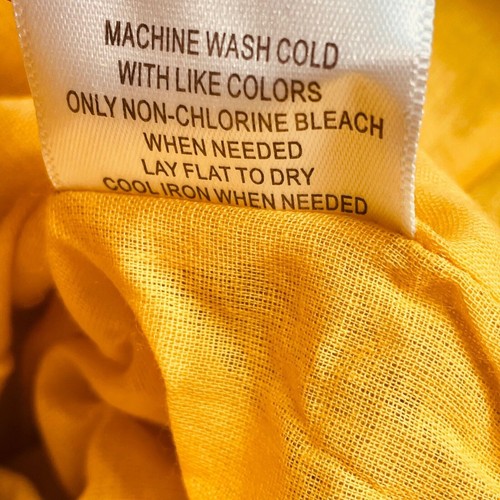 MACHINE WASH COLD
WITH LIKE COLORS
ONLY NON-CHLORINE BLEACH
WHEN NEEDED
LAY FLAT TO DRY
COOL IRON WHEN NEEDED